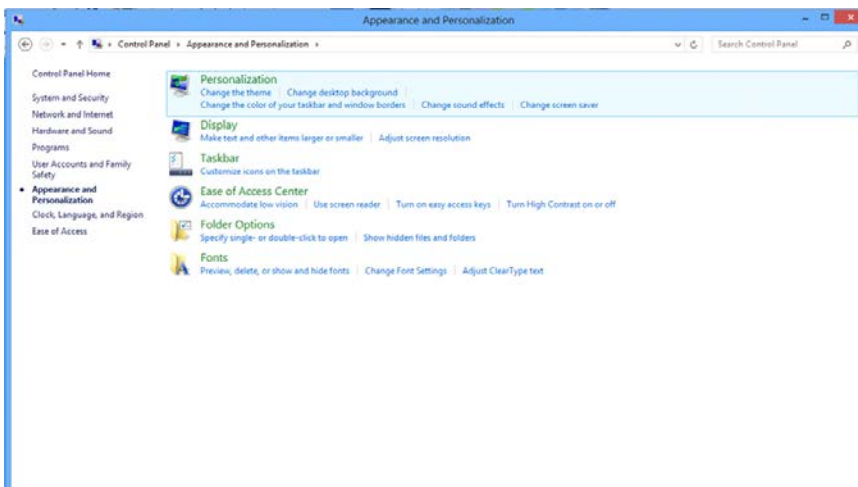 Appearance and Personalization
Control Panel Appearance and Personalization
Search Control Panel
Control Panel Home
System and Security
Network and Internet
Hardware and Sound
Programs
User Accounts and Family
Safety
Appearance and
Personalization
Clock, Language, and Region
Ease of Access
Personalization
Change the theme Change desktop background
Change the color of your taskbar and window borders Change sound effects Change screen saver
Display
Make text and other items larger or smaller Adjust screen resolution
Taskbar
Customize icons on the taskbar
Ease of Access Center
Accommodate low vision Use screen reader Turn on easy access keys Turn High Contrast on or off
Folder Options
Specify single- or double-click to open Show hidden files and folders
Fonts
Preview, delete, or show and hide fonts Change Font Settings Adjust ClearType text